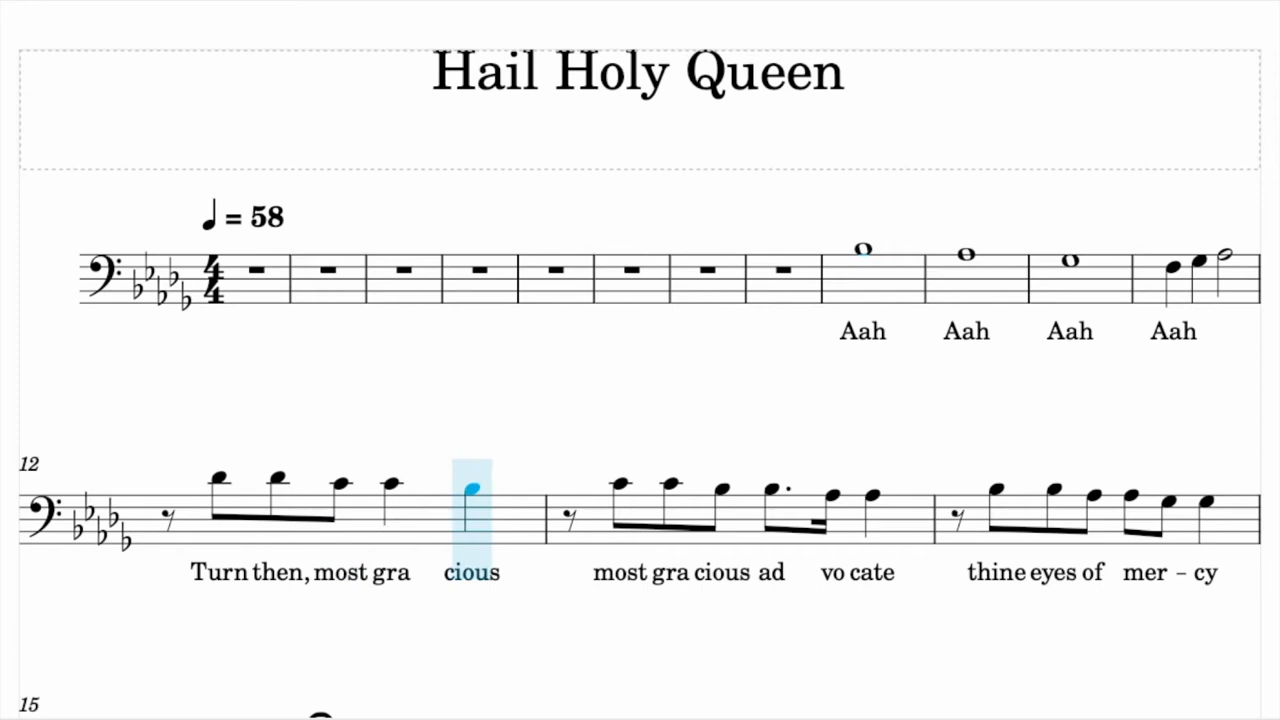 Hail Holy Queen
♩ = 58
4
4
Aah Aah Aah Aah
12
Turn then, most gra cious most gra cious ad vo cate thine eyes of mer - cy
15